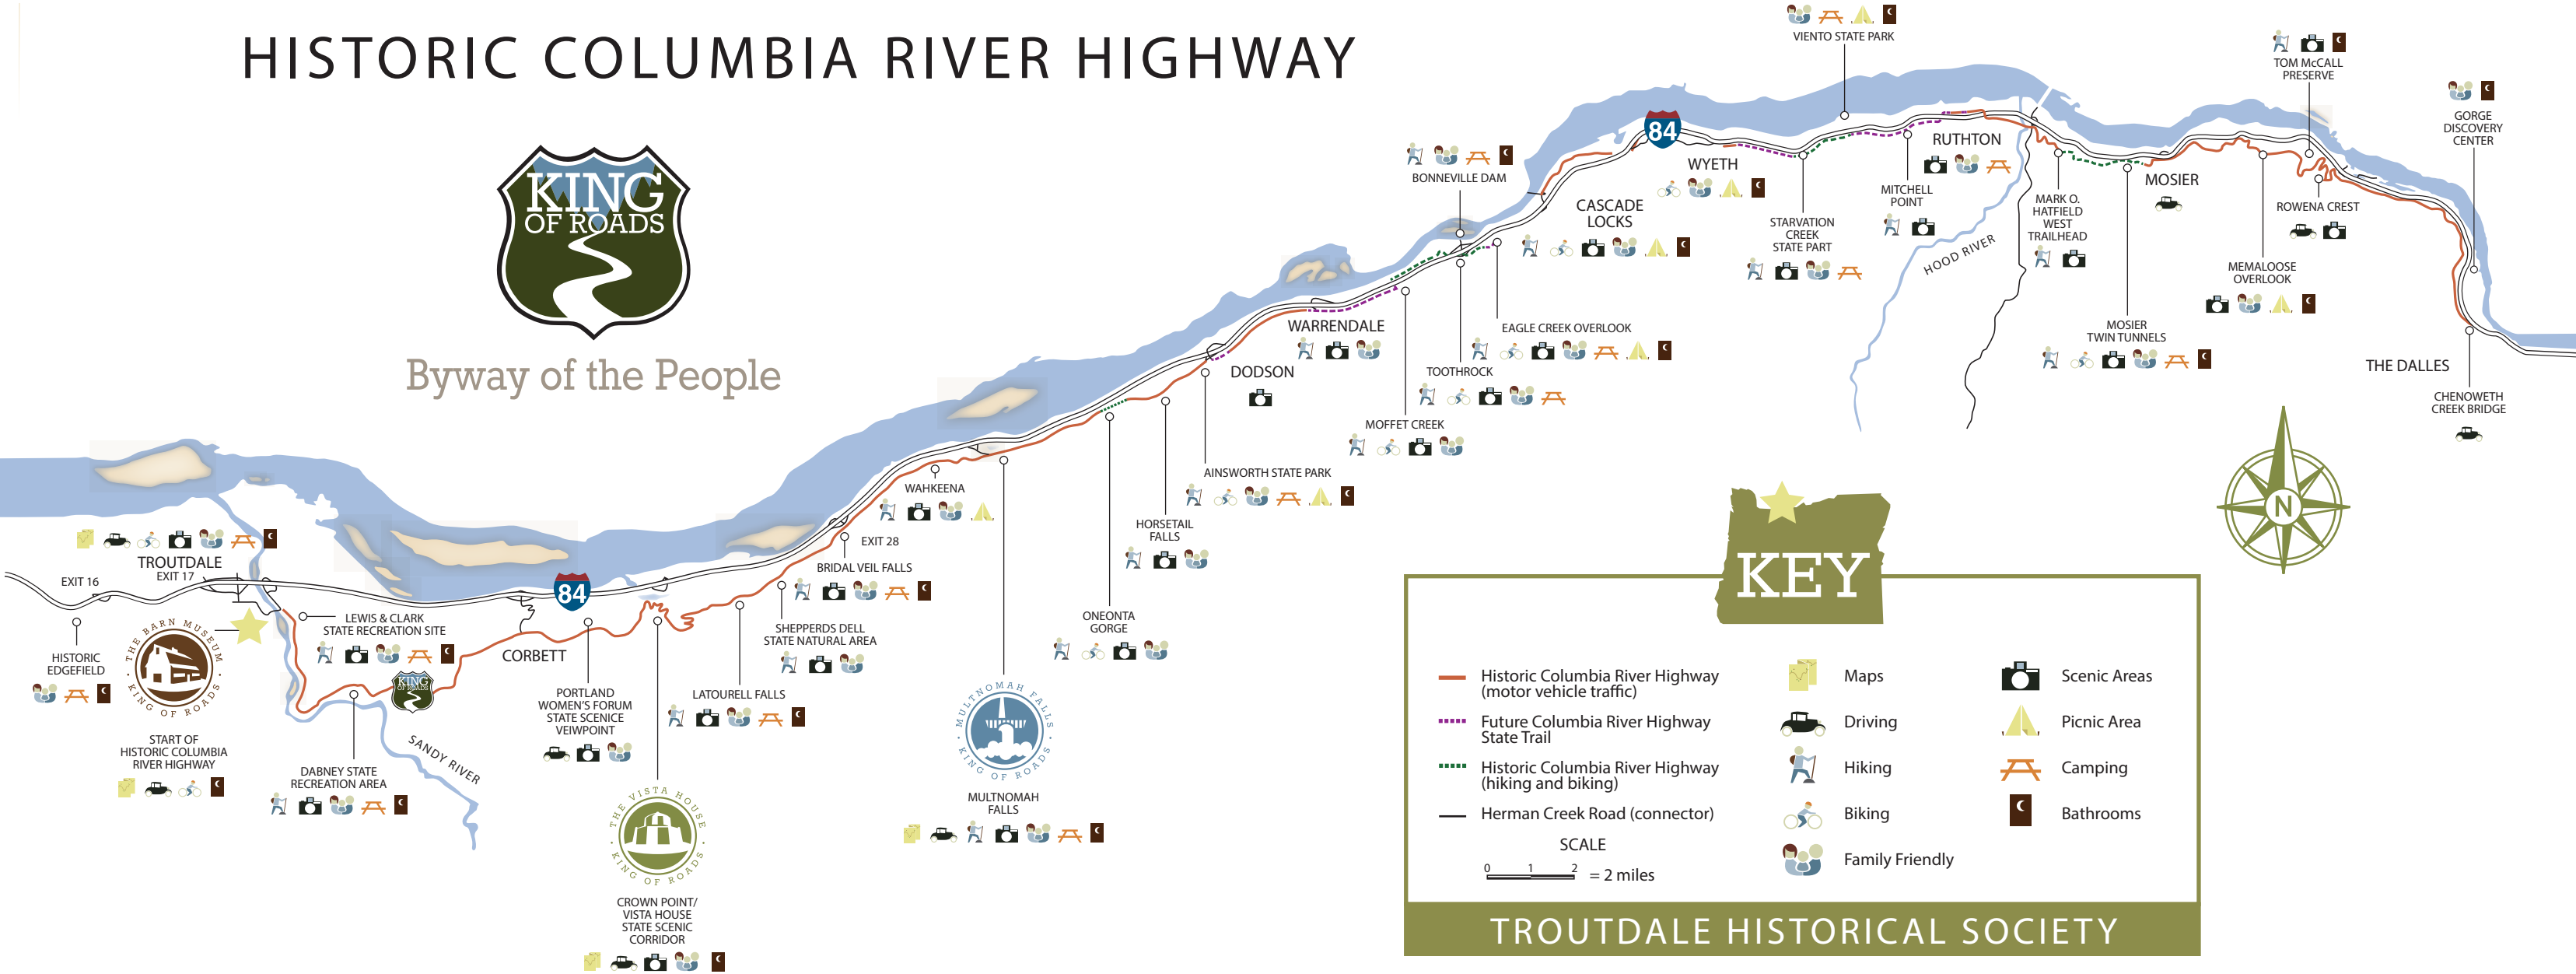 HISTORIC COLUMBIA RIVER HIGHWAY
KING
OF ROADS
Byway of the People
VIENTO STATE PARK
TOM McCALL
PRESERVE
GORGE
DISCOVERY
CENTER
84
BONNEVILLE DAM
WYETH
RUTHTON
CASCADE
LOCKS
STARVATION
CREEK
STATE PART
MITCHELL
POINT
HOOD RIVER
MARK O.
HATFIELD
WEST
TRAILHEAD
MOSIER
ROWENA CREST
MEMALOOSE
OVERLOOK
MOSIER
TWIN TUNNELS
THE DALLES
CHENOWETH
CREEK BRIDGE
WARRENDALE
EAGLE CREEK OVERLOOK
TOOTHROCK
DODSON
MOFFET CREEK
AINSWORTH STATE PARK
HORSETAIL
FALLS
WAHKEENA
EXIT 28
BRIDAL VEIL FALLS
ONEONTA
GORGE
SHEPPERDS DELL
STATE NATURAL AREA
LATOURELL FALLS
TROUTDALE
EXIT 17
EXIT 16
84
HISTORIC
EDGEFIELD
THE BARN MUSEUM
KING OF ROADS
LEWIS & CLARK
STATE RECREATION SITE
KING
OF ROADS
CORBETT
START OF
HISTORIC COLUMBIA
RIVER HIGHWAY
DABNEY STATE
RECREATION AREA
SANDY RIVER
PORTLAND
WOMEN'S FORUM
STATE SCENICE
VEIWPOINT
THE VISTA HOUSE
KING OF ROADS
CROWN POINT/
VISTA HOUSE
STATE SCENIC
CORRIDOR
MULTNOMAH FALLS
KING OF ROADS
MULTNOMAH
FALLS
N
KEY
Historic Columbia River Highway
(motor vehicle traffic)
Future Columbia River Highway
State Trail
Historic Columbia River Highway
(hiking and biking)
Herman Creek Road (connector)
SCALE
0 1 2
= 2 miles
Maps
Driving
Hiking
Biking
Family Friendly
Scenic Areas
Picnic Area
Camping
Bathrooms
TROUTDALE HISTORICAL SOCIETY